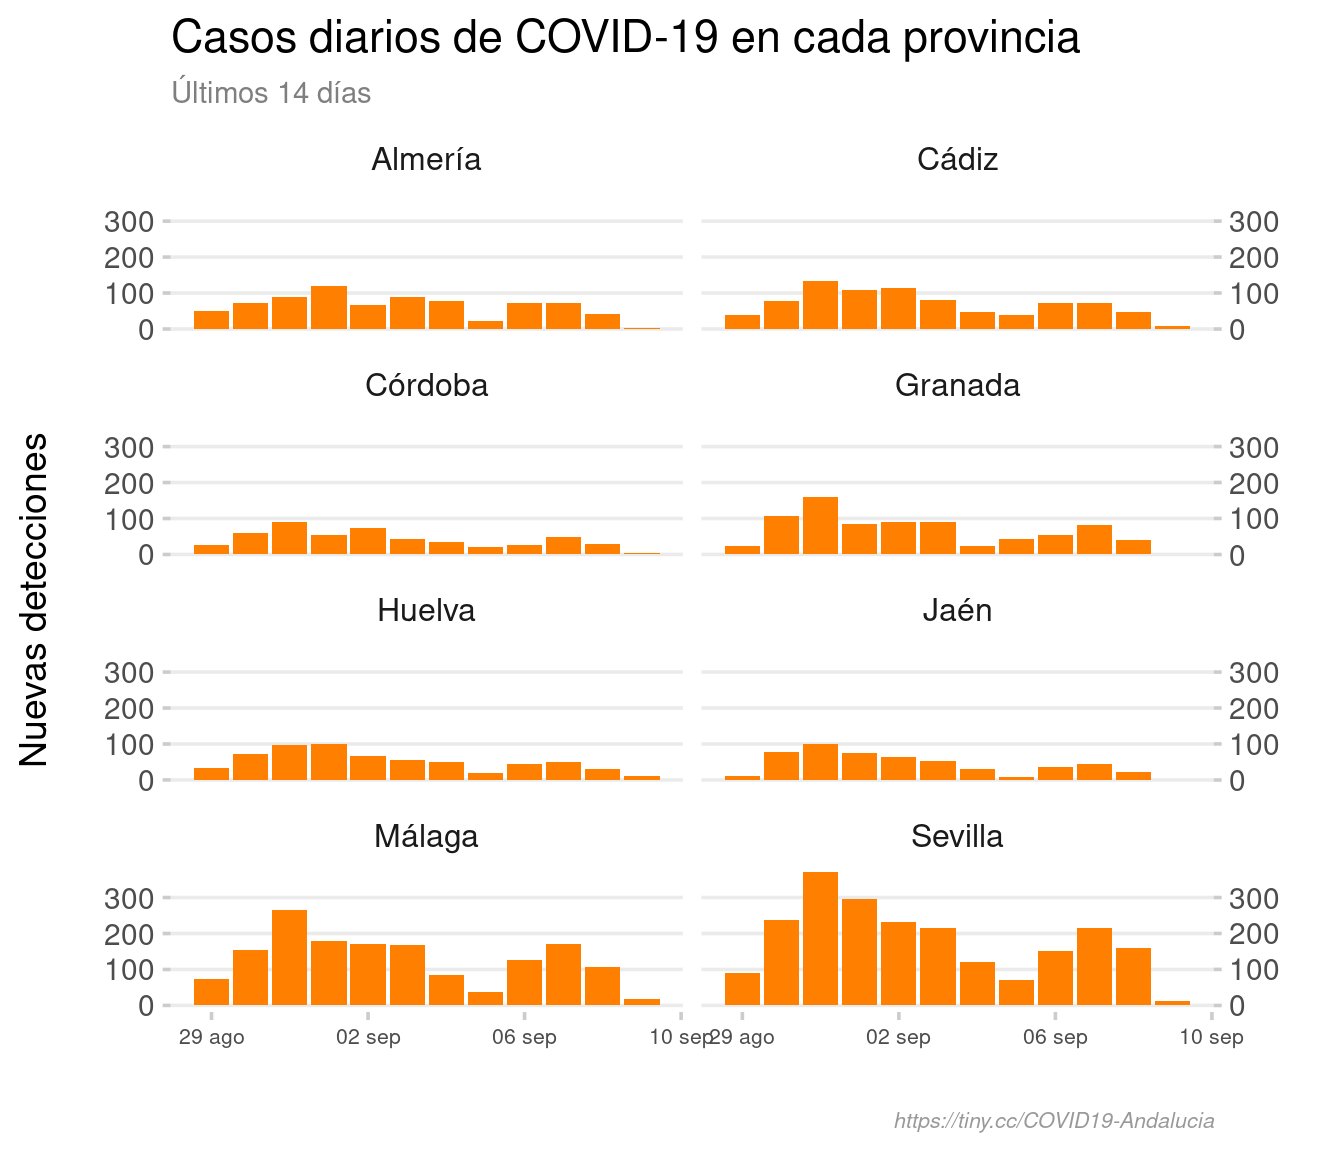 Casos diarios de COVID-19 en cada provincia
Últimos 14 días
Nuevas detecciones
Almería
Cádiz
300
200
100
0
300
200
100
0
Córdoba
Granada
300
200
100
0
300
200
100
0
Huelva
Jaén
300
200
100
0
300
200
100
0
Málaga
Sevilla
300
200
100
0
300
200
100
0
29 ago 02 sep 06 sep 10 sep
29 ago 02 sep 06 sep 10 sep
https://tiny.cc/COVID19-Andalucia